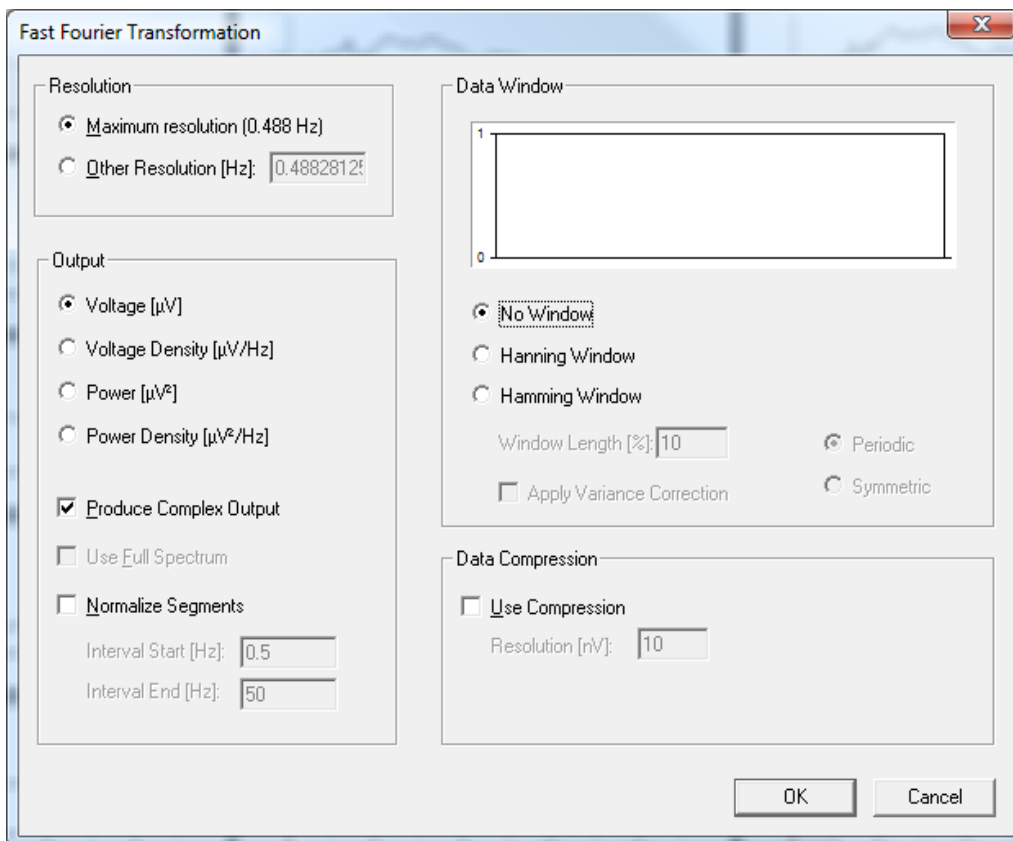 Fast Fourier Transformation
Resolution
Maximum resolution (0.488 Hz)
Other Resolution [Hz]: 0.48828125
Output
Voltage [µV]
Voltage Density [µV/Hz]
Power [µV²]
Power Density [µV²/Hz]
Produce Complex Output
Use Full Spectrum
Normalize Segments
Interval Start [Hz]: 0.5
Interval End [Hz]: 50
Data Window
1
0
No Window
Hanning Window
Hamming Window
Window Length [%]: 10
Periodic
Apply Variance Correction
Symmetric
Data Compression
Use Compression
Resolution [nV]: 10
OK
Cancel